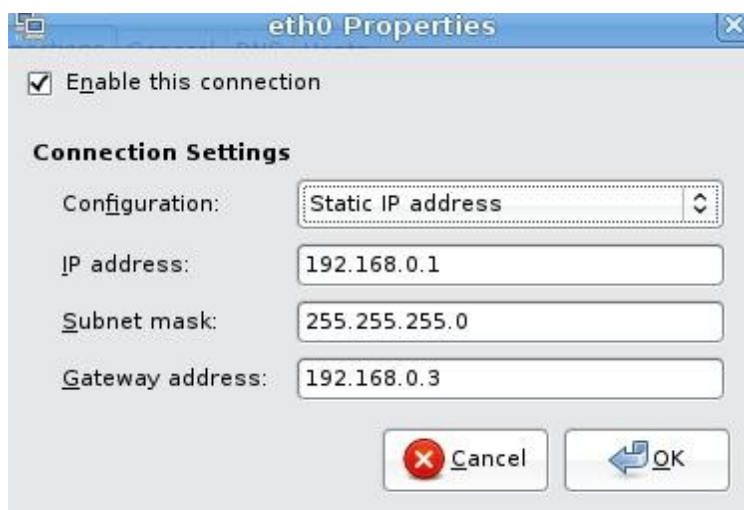 eth0 Properties
Enable this connection
Connection Settings
Configuration: Static IP address
IP address: 192.168.0.1
Subnet mask: 255.255.255.0
Gateway address: 192.168.0.3
Cancel OK